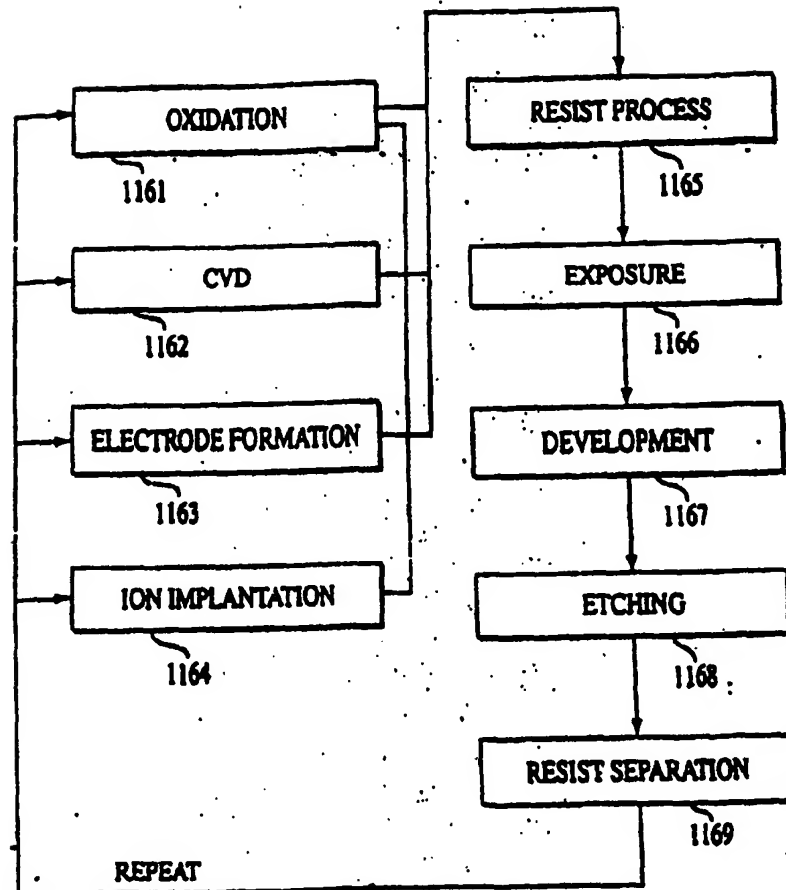 OXIDATION
1161
CVD
1162
ELECTRODE FORMATION
1163
ION IMPLANTATION
1164
RESIST PROCESS
1165
EXPOSURE
1166
DEVELOPMENT
1167
ETCHING
1168
RESIST SEPARATION
1169
REPEAT